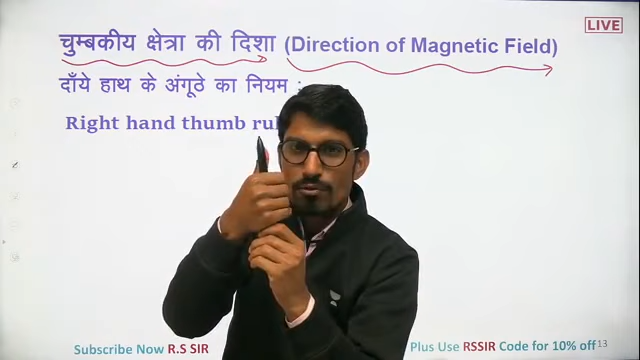 LIVE
चुम्बकीय क्षेत्रा की दिशा (Direction of Magnetic Field)
दाँये हाथ के अंगूठे का नियम :
Right hand thumb
Subscribe Now R.S SIR
Plus Use RSSIR Code for 10% off
13